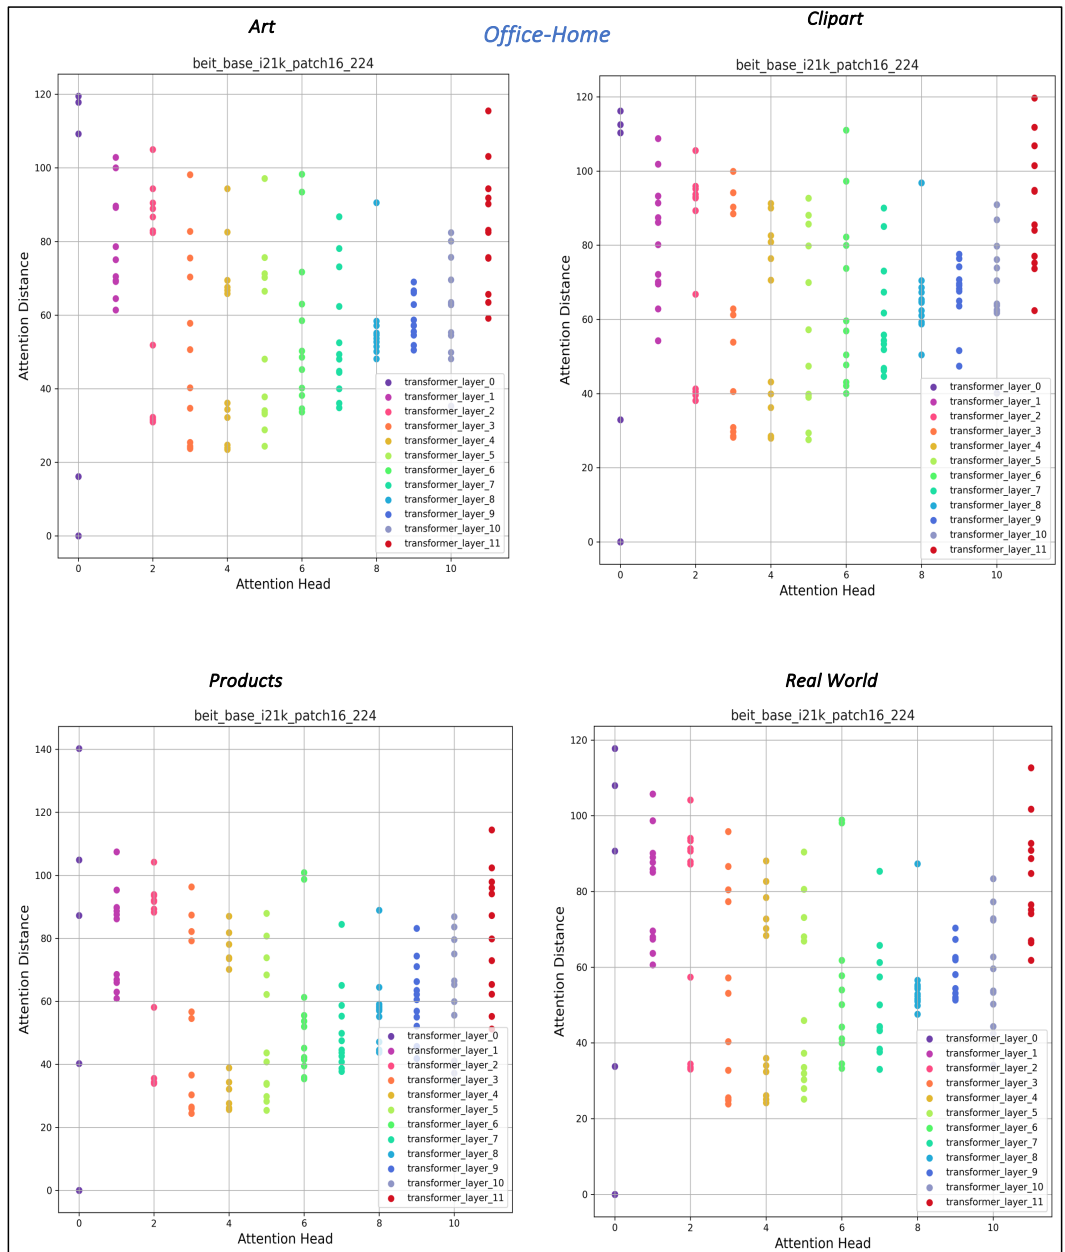 Art
Office-Home
Clipart
beit_base_i21k_patch16_224
120
100
80
60
40
20
0
Attention Distance
0 2 4 6 8 10
Attention Head
transformer_layer_0
transformer_layer_1
transformer_layer_2
transformer_layer_3
transformer_layer_4
transformer_layer_5
transformer_layer_6
transformer_layer_7
transformer_layer_8
transformer_layer_9
transformer_layer_10
transformer_layer_11
beit_base_i21k_patch16_224
120
100
80
60
40
20
0
Attention Distance
0 2 4 6 8 10
Attention Head
transformer_layer_0
transformer_layer_1
transformer_layer_2
transformer_layer_3
transformer_layer_4
transformer_layer_5
transformer_layer_6
transformer_layer_7
transformer_layer_8
transformer_layer_9
transformer_layer_10
transformer_layer_11
Products
beit_base_i21k_patch16_224
140
120
100
80
60
40
20
0
Attention Distance
0 2 4 6 8 10
Attention Head
transformer_layer_0
transformer_layer_1
transformer_layer_2
transformer_layer_3
transformer_layer_4
transformer_layer_5
transformer_layer_6
transformer_layer_7
transformer_layer_8
transformer_layer_9
transformer_layer_10
transformer_layer_11
Real World
beit_base_i21k_patch16_224
120
100
80
60
40
20
0
Attention Distance
0 2 4 6 8 10
Attention Head
transformer_layer_0
transformer_layer_1
transformer_layer_2
transformer_layer_3
transformer_layer_4
transformer_layer_5
transformer_layer_6
transformer_layer_7
transformer_layer_8
transformer_layer_9
transformer_layer_10
transformer_layer_11